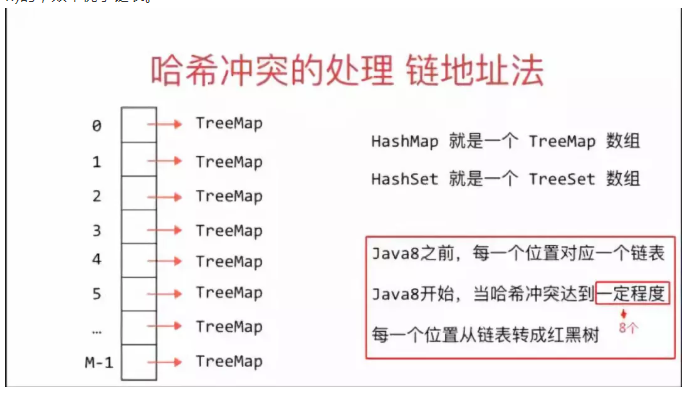 哈希冲突的处理 链地址法
0 TreeMap
1 TreeMap
2 TreeMap
3 TreeMap
4 TreeMap
5 TreeMap
… TreeMap
M-1 TreeMap
HashMap 就是一个 TreeMap 数组
HashSet 就是一个 TreeSet 数组
Java8之前，每一个位置对应一个链表
Java8开始，当哈希冲突达到一定程度
8个
每一个位置从链表转成红黑树